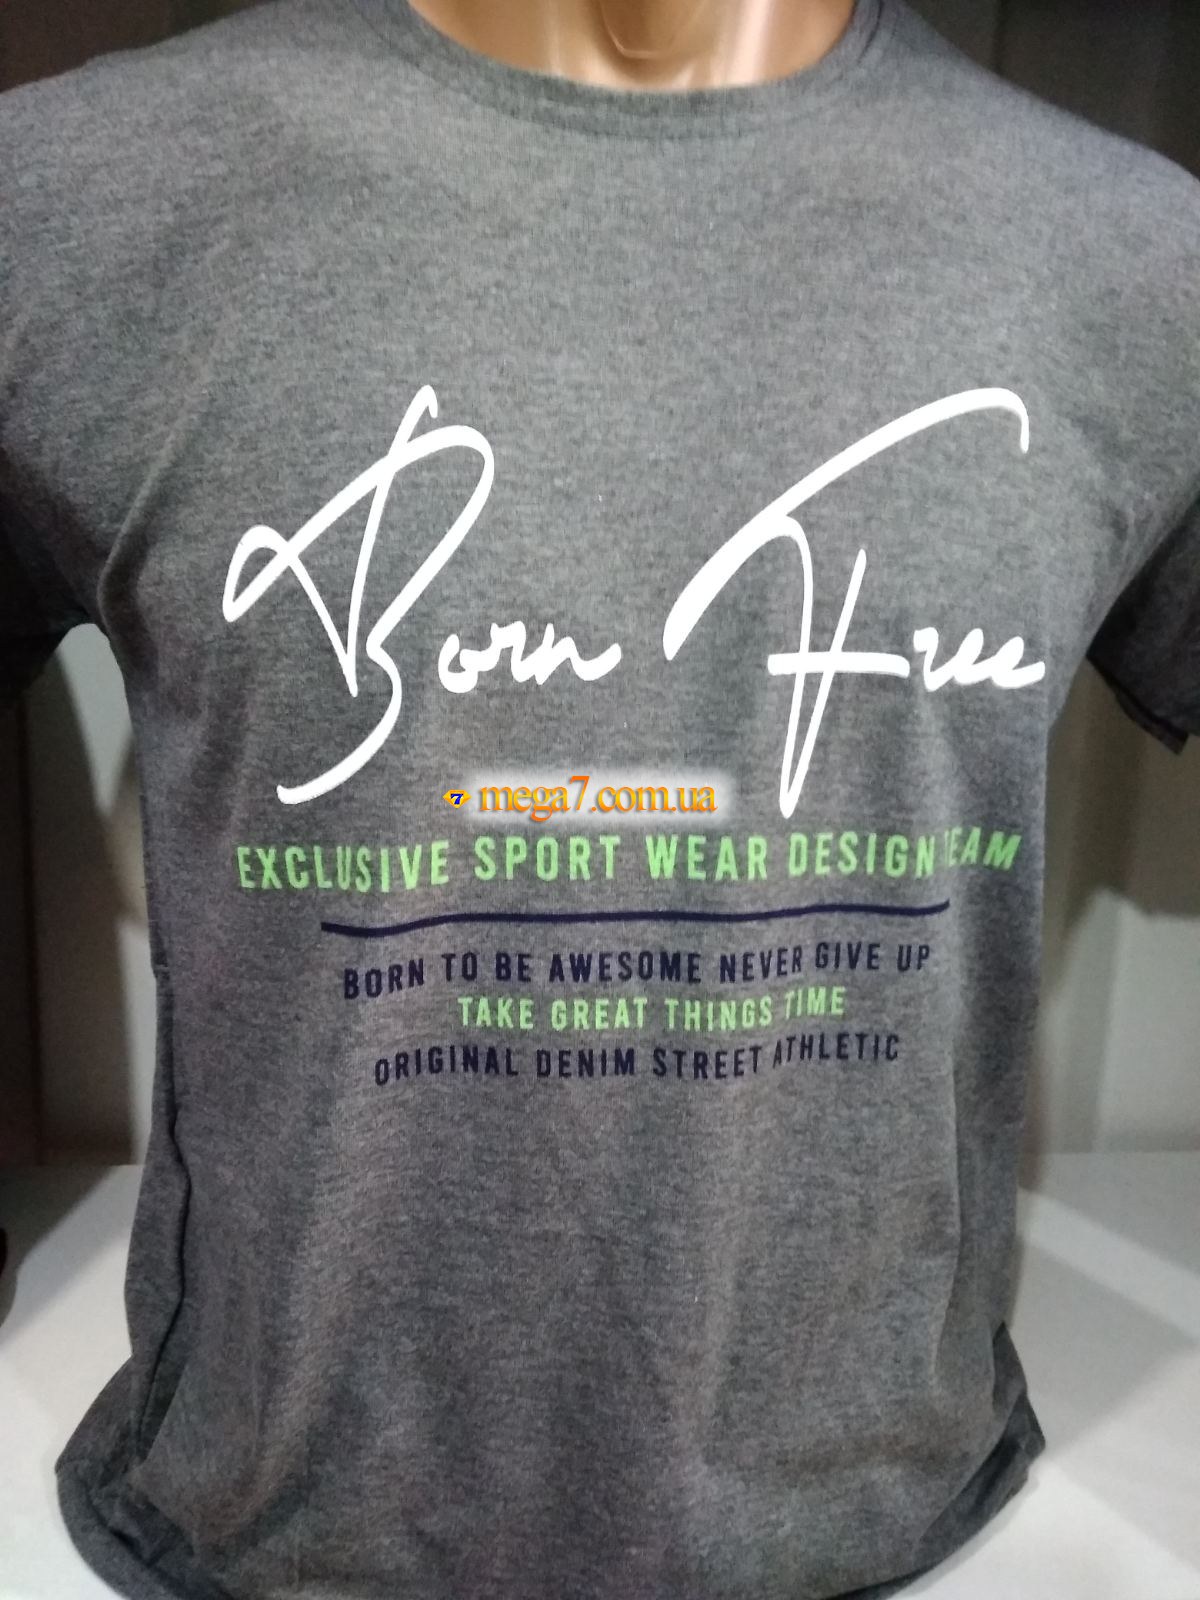 Born Free
7 mega7.com.ua
EXCLUSIVE SPORT WEAR DESIGN TEAM
BORN TO BE AWESOME NEVER GIVE UP
TAKE GREAT THINGS TIME
ORIGINAL DENIM STREET ATHLETIC